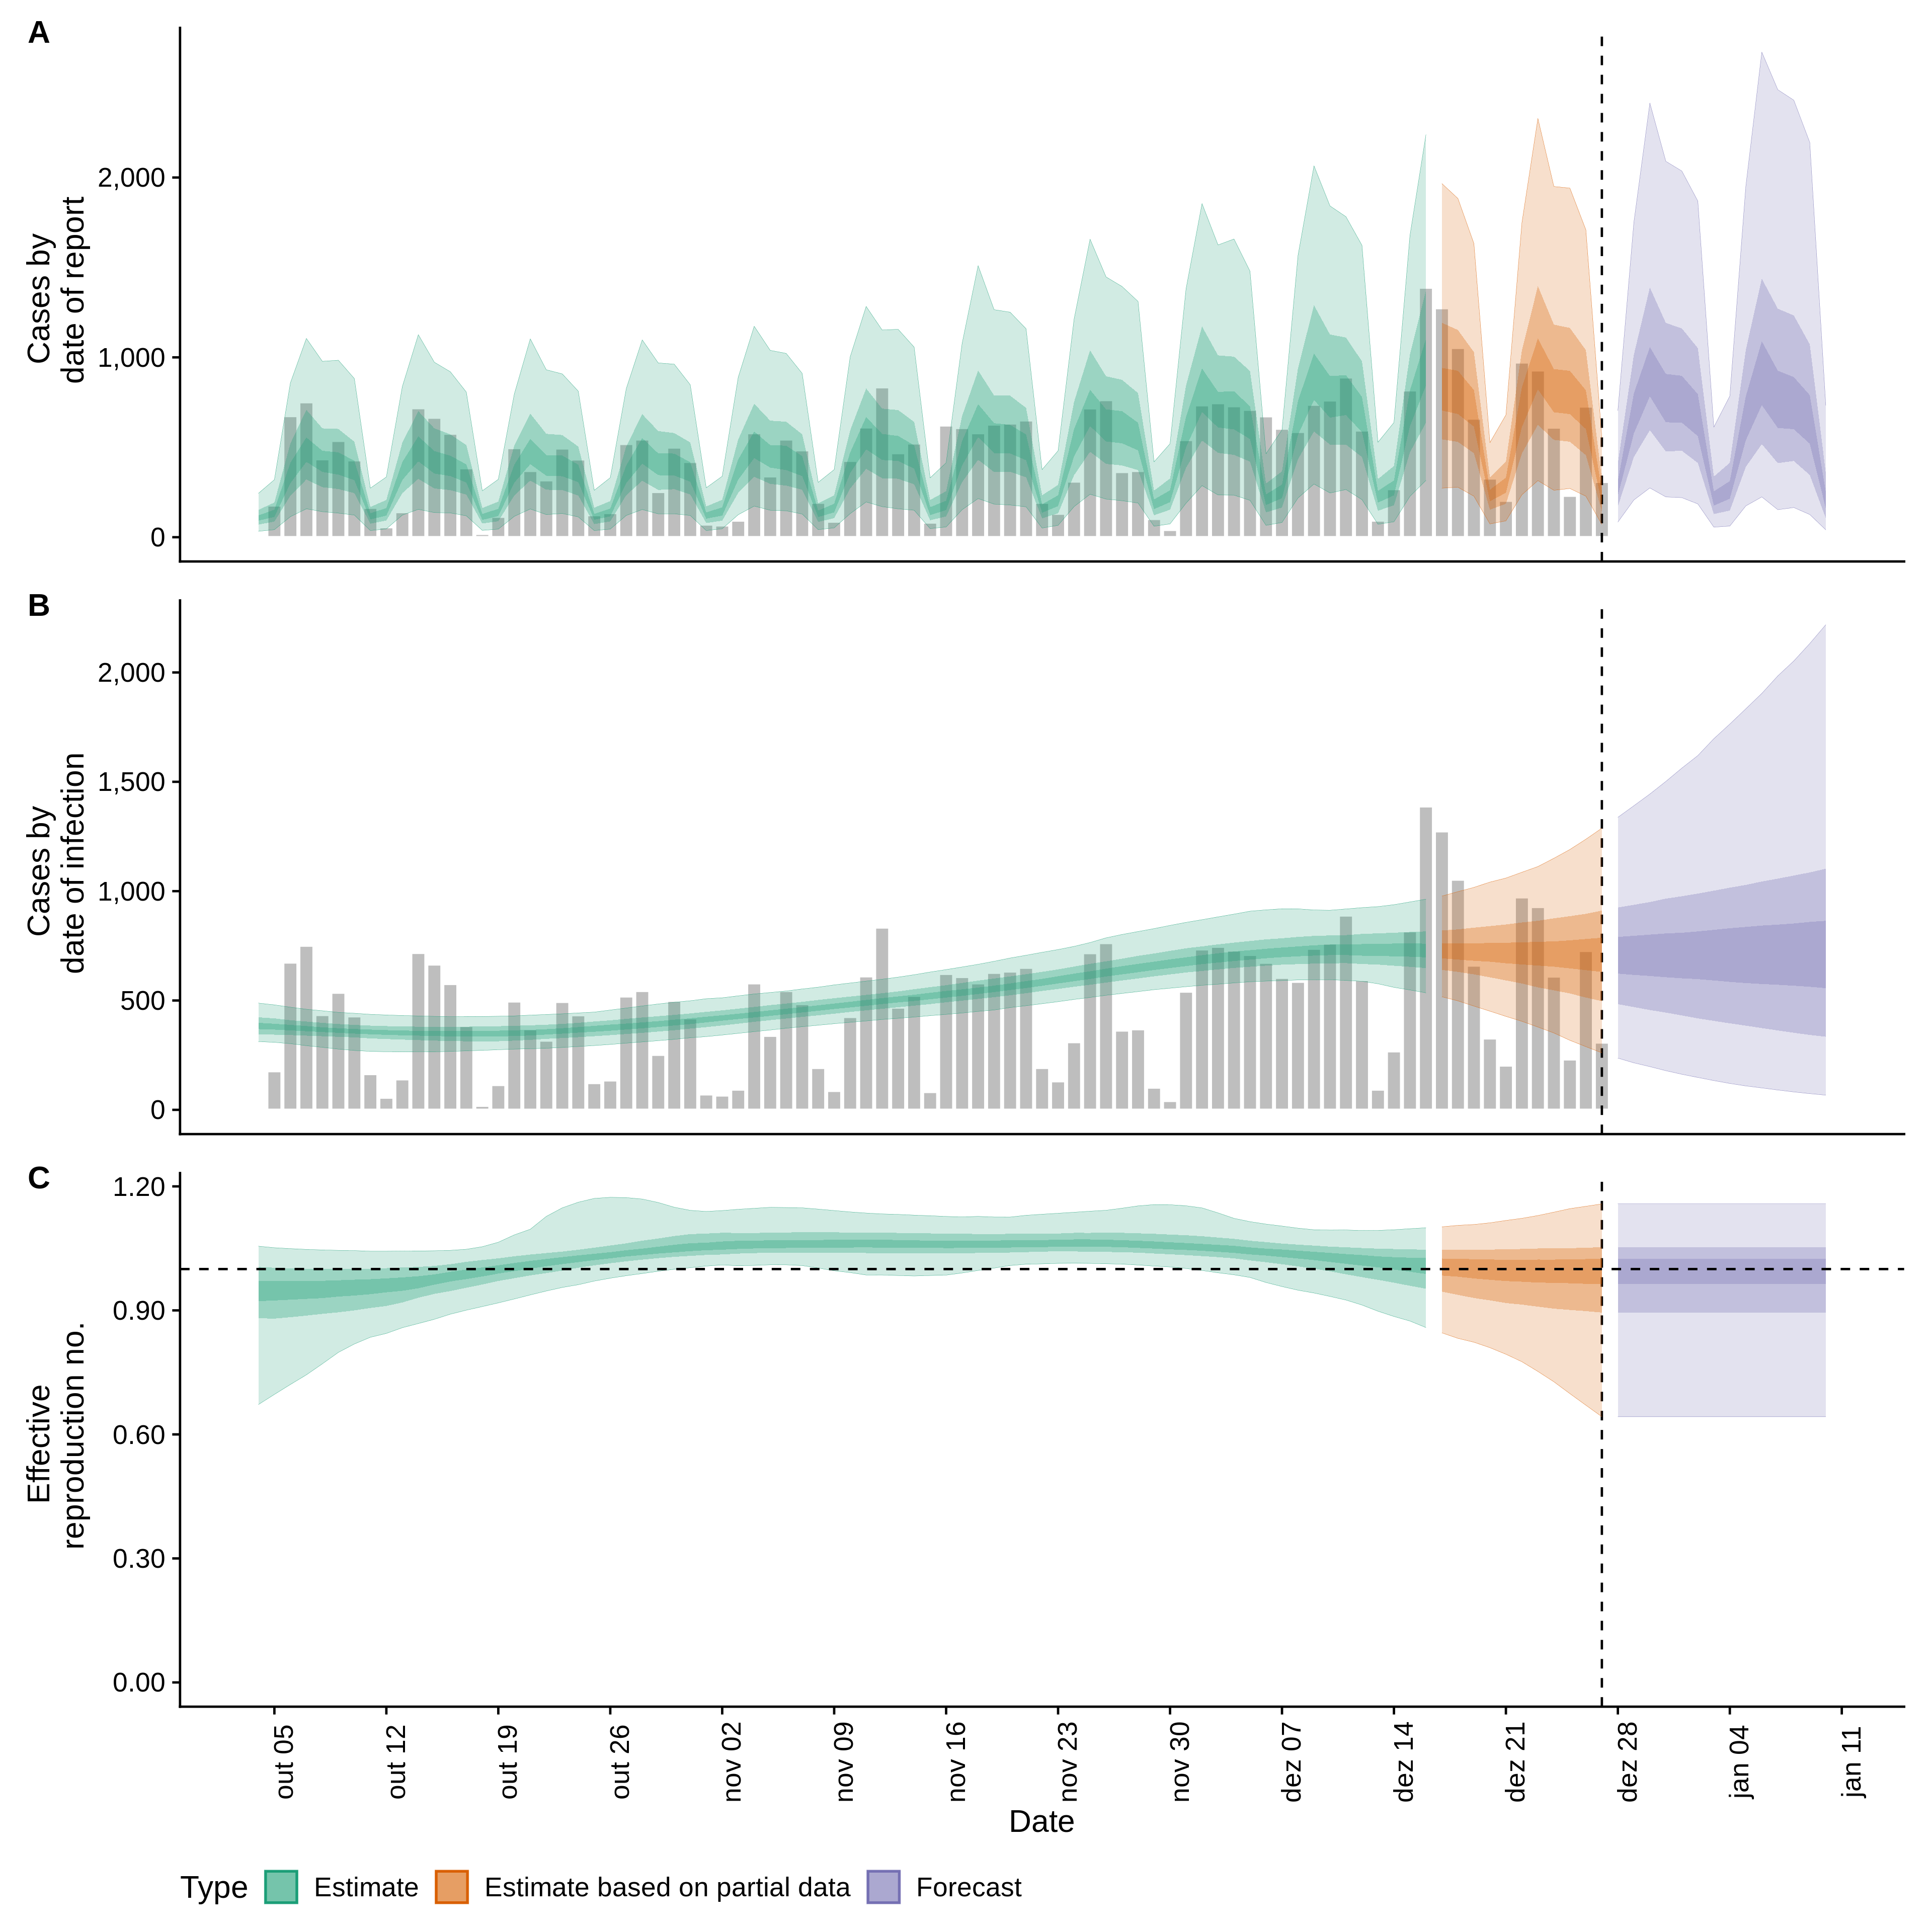 A
Cases by
date of report
2,000
1,000
0
B
Cases by
date of infection
2,000
1,500
1,000
500
0
C
Effective
reproduction no.
1.20
0.90
0.60
0.30
0.00
out 05
out 12
out 19
out 26
nov 02
nov 09
nov 16
nov 23
nov 30
dez 07
dez 14
dez 21
dez 28
jan 04
jan 11
Date
Type Estimate Estimate based on partial data Forecast